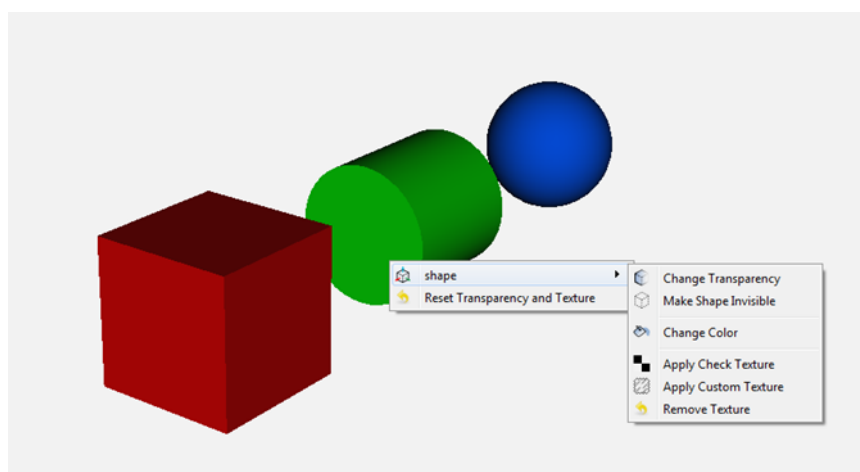 shape
Reset Transparency and Texture
Change Transparency
Make Shape Invisible
Change Color
Apply Check Texture
Apply Custom Texture
Remove Texture